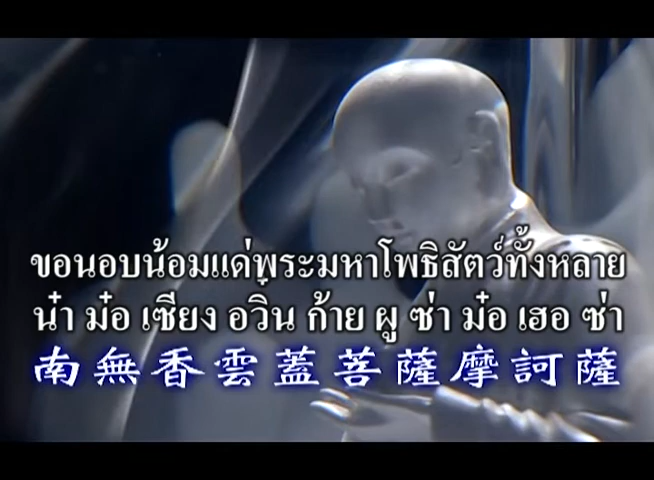 ขอนอบน้อมแด่พระมหาโพธิสัตว์ทั้งหลาย
นำ ม๋อ เซียง อวิ๋น ก้าย ผู ซ่า ม๋อ เฮอ ซ่า
南無香雲蓋菩薩摩訶薩